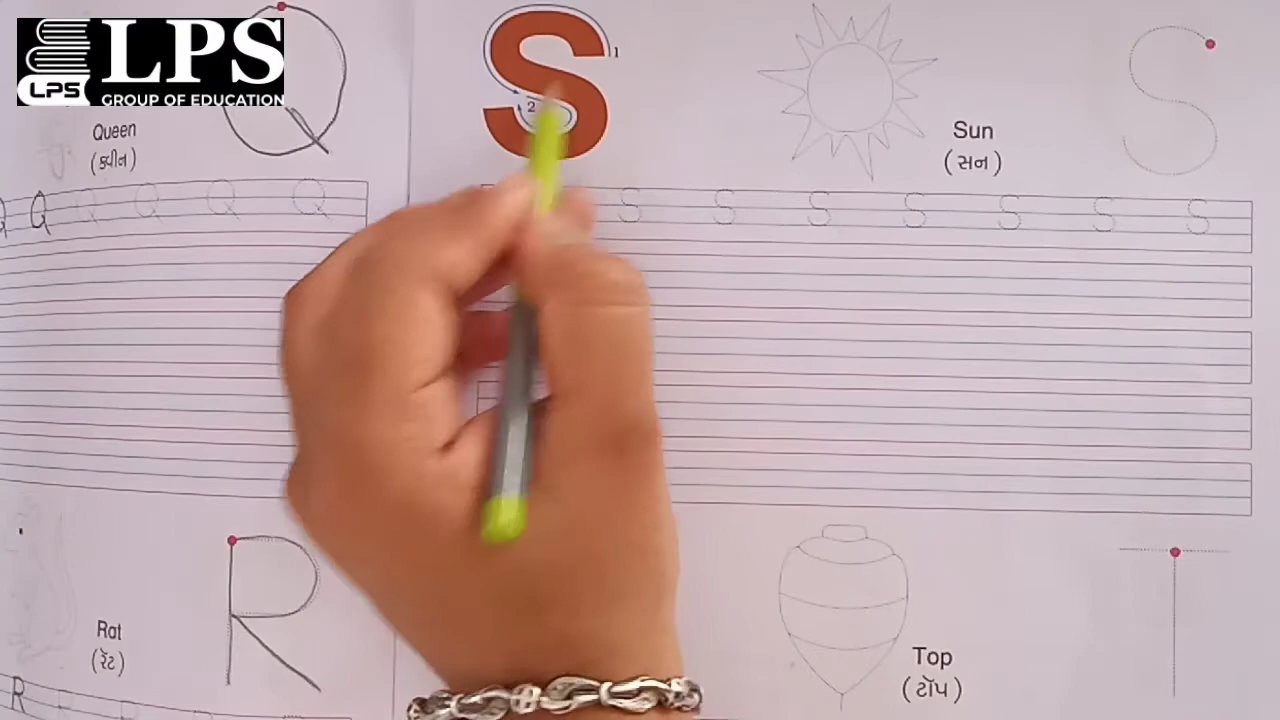 LPS
LPS
GROUP OF EDUCATION
Q
Queen
(ક્વીન)
Q Q Q Q Q
S
1
2
Sun
(સન)
S
S S S S S S S
Rat
(રૅટ)
R
R
Top
(ટૉપ)
T